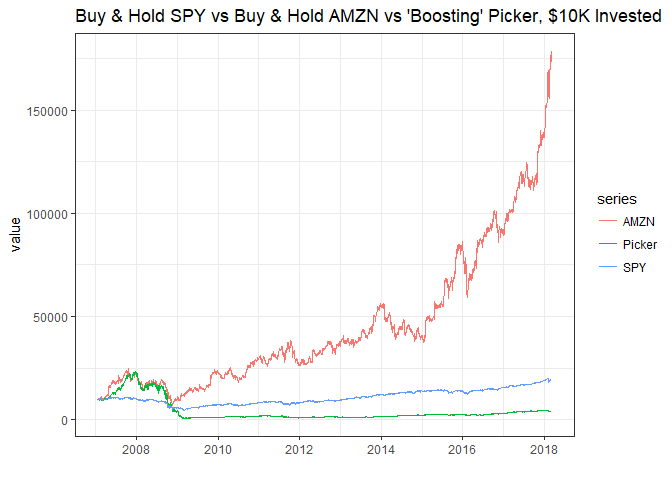 Buy & Hold SPY vs Buy & Hold AMZN vs 'Boosting' Picker, $10K Invested
150000
100000
50000
0
value
2008 2010 2012 2014 2016 2018
series
AMZN
Picker
SPY